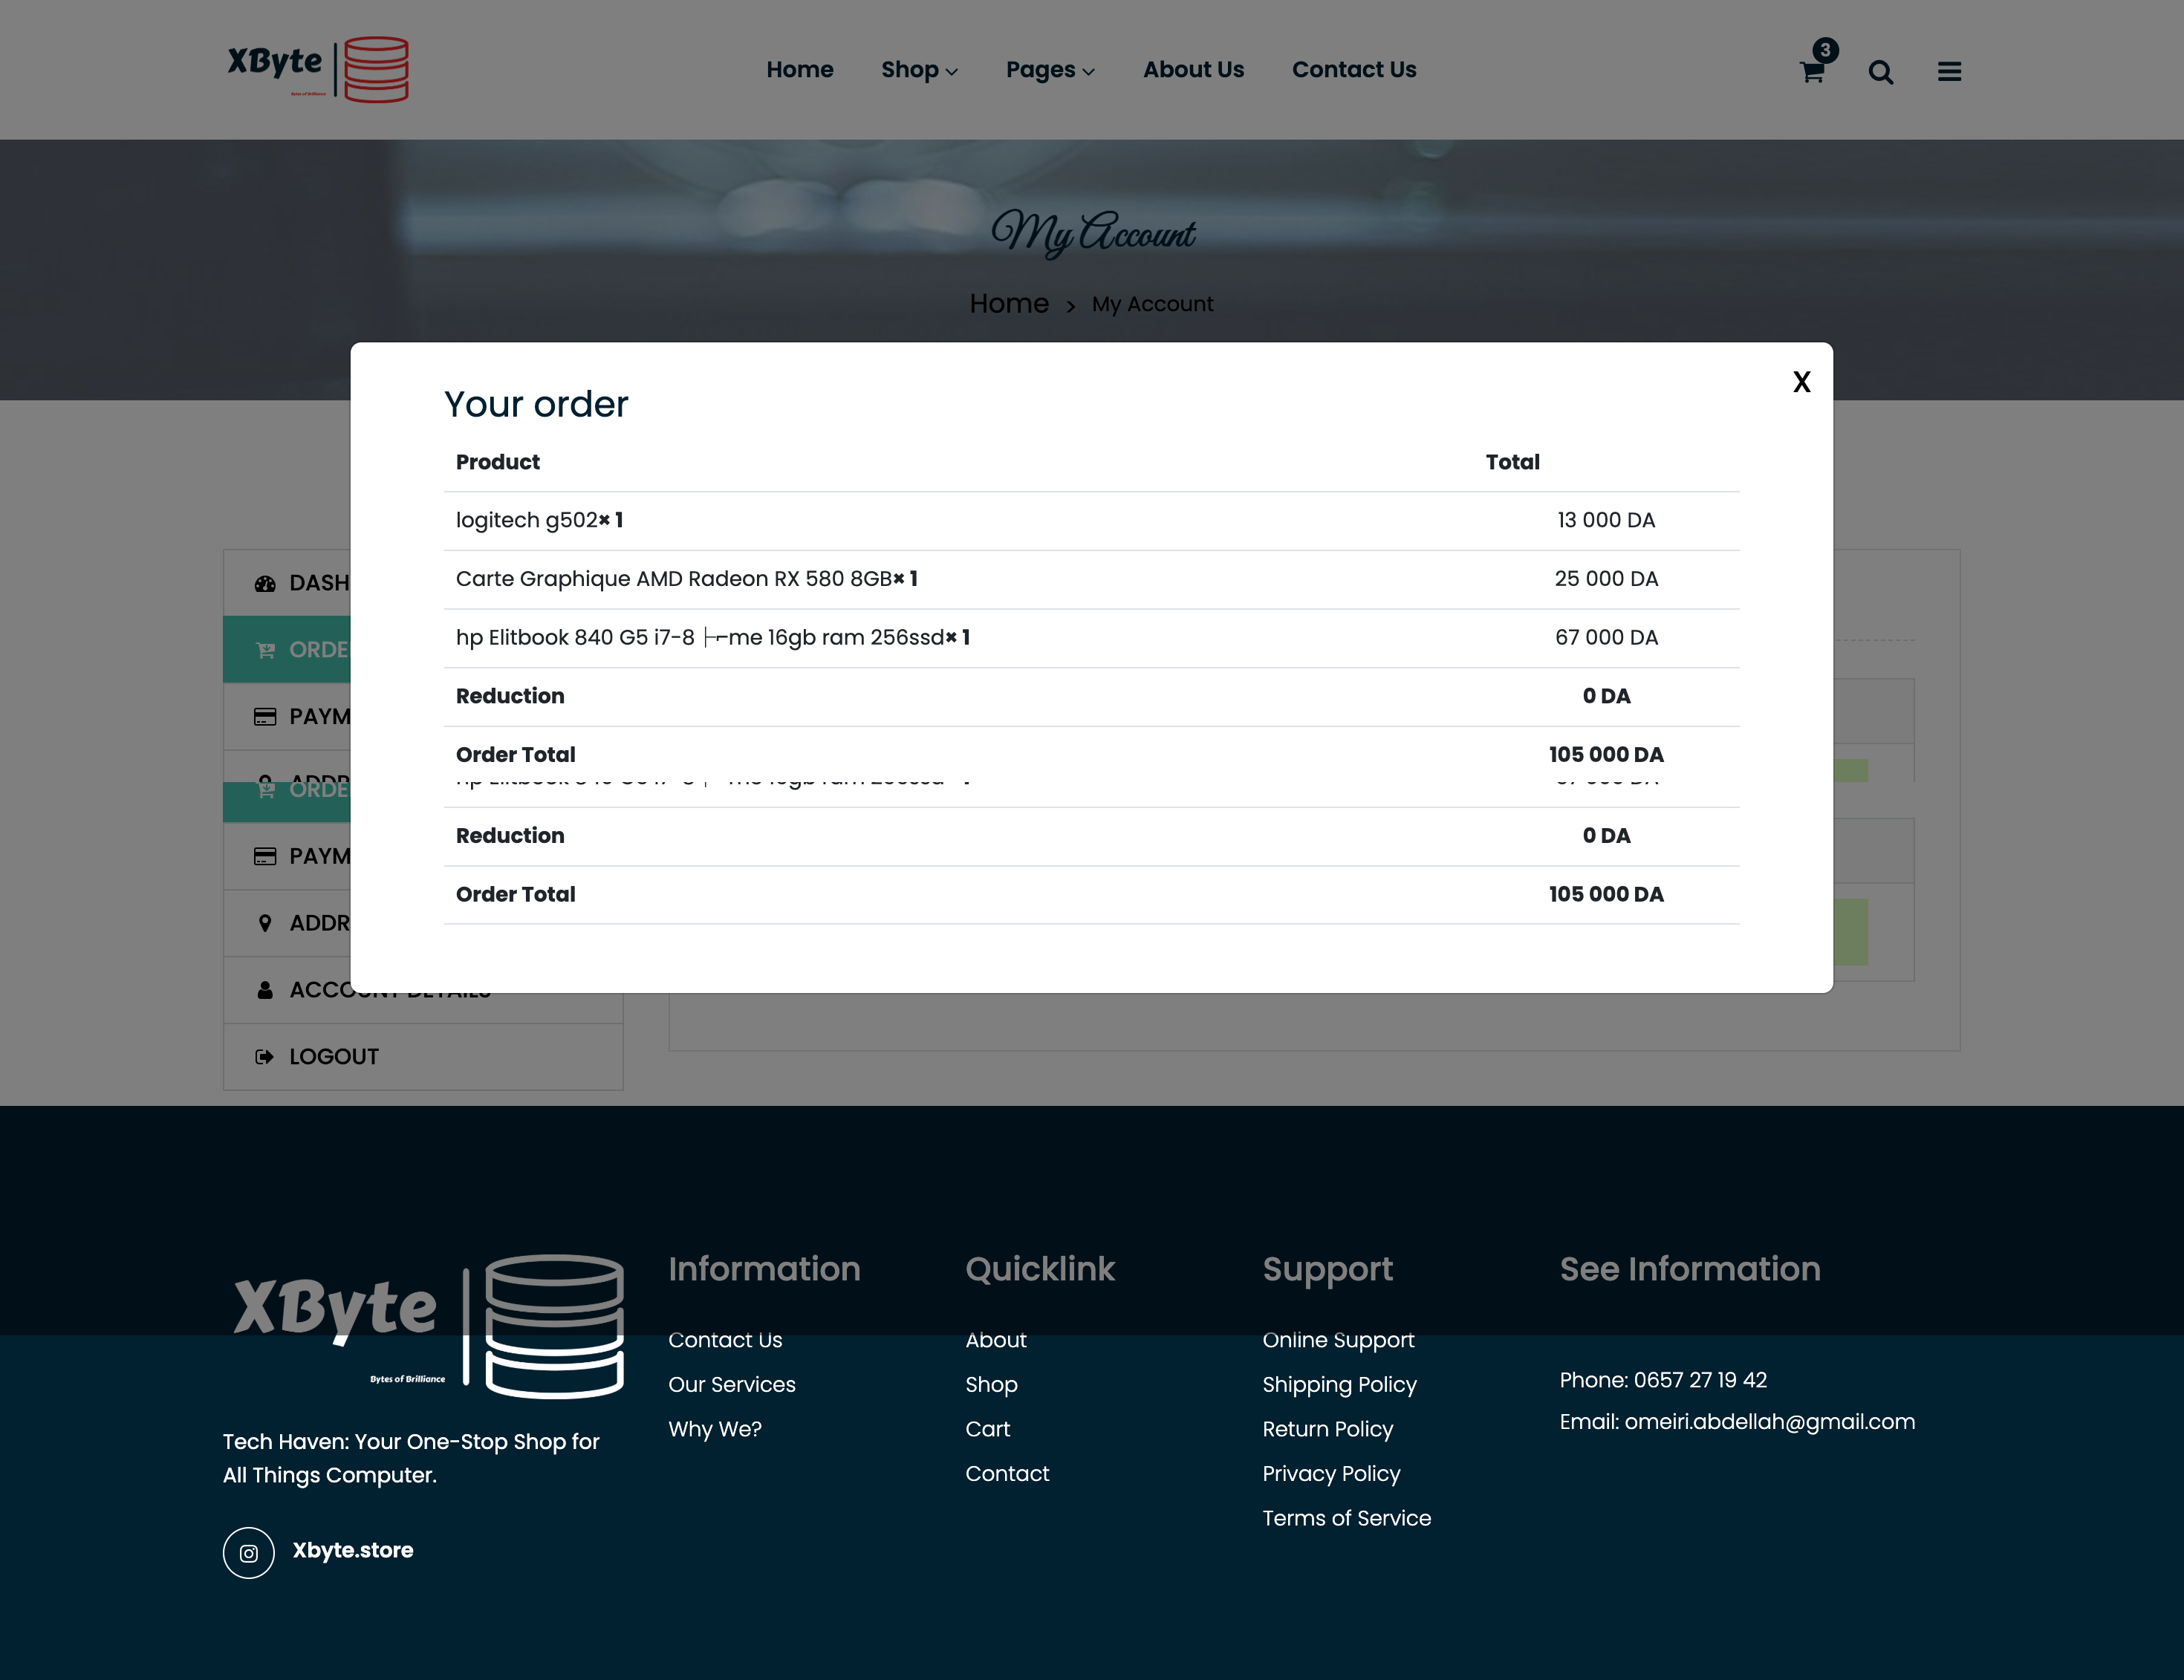 XByte
Bytes of Brilliance
Home Shop Pages About Us Contact Us
3
My Account
Home > My Account
X
Your order
Product Total
logitech g502× 1 13 000 DA
Carte Graphique AMD Radeon RX 580 8GB× 1 25 000 DA
hp Elitbook 840 G5 i7-8 ├⌐me 16gb ram 256ssd× 1 67 000 DA
Reduction 0 DA
Order Total 105 000 DA
Reduction 0 DA
Order Total 105 000 DA
DASH
ORDE
PAYM
ORDE
PAYM
ADDR
ACCOUNT DETAILS
LOGOUT
XByte
Bytes of Brilliance
Tech Haven: Your One-Stop Shop for
All Things Computer.
Xbyte.store
Information
Contact Us
Our Services
Why We?
Quicklink
About
Shop
Cart
Contact
Support
Online Support
Shipping Policy
Return Policy
Privacy Policy
Terms of Service
See Information
Phone: 0657 27 19 42
Email: omeiri.abdellah@gmail.com